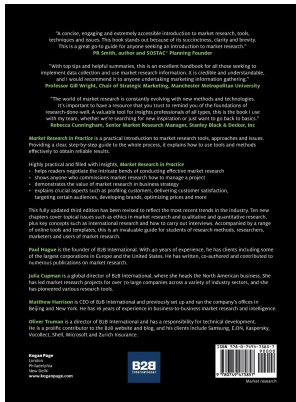 "A concise, engaging and extremely accessible introduction to market research, tools,
techniques and issues. This book stands out because of its succinctness, clarity and brevity.
This is a great go-to guide for anyone seeking an introduction to market research."
PR Smith, author and SOSTAC® Planning Founder
"With top tips and helpful summaries, this is an excellent handbook for all those seeking to
implement data collection and use market research information. It is credible and understandable,
and I would recommend it to anyone undertaking marketing information gathering."
Professor Gill Wright, Chair of Strategic Marketing, Manchester Metropolitan University
"The world of market research is constantly evolving with new methods and technologies.
It's important to have a resource that you trust to remind you of the foundations of
research done well. A valuable tool for insights professionals of all types, this is the book I use
with my team, whether we're searching for new inspiration or just want to go back to basics."
Rebecca Cunningham, Senior Market Research Manager, Stanley Black & Decker, Inc
Market Research in Practice is a practical introduction to market research tools, approaches and issues.
Providing a clear, step-by-step guide to the whole process, it explains how to use tools and methods
effectively to obtain reliable results.
Highly practical and filled with insights, Market Research in Practice
• helps readers negotiate the intricate bends of conducting effective market research
• shows anyone who commissions market research how to manage a project
• demonstrates the value of market research in business strategy
• explains crucial aspects such as profiling customers, delivering customer satisfaction,
targeting certain audiences, developing brands, optimizing prices and more
This fully updated third edition has been revised to reflect the most recent trends in the industry. Ten new
chapters cover topical issues such as ethics in market research and qualitative and quantitative research,
plus key concepts such as international research and how to carry out interviews. Accompanied by a range
of online tools and templates, this is an invaluable guide for students of research methods, researchers,
marketers and users of market research.
Paul Hague is the founder of B2B International. With 40 years of experience, he has clients including some
of the largest corporations in Europe and the United States. He has written, co-authored and contributed to
numerous publications on market research.
Julia Cupman is a global director of B2B International, where she heads the North American business. She
has led market research projects for over 70 large companies across a variety of industry sectors, and she
has pioneered various research tools.
Matthew Harrison is CEO of B2B International and previously set up and ran the company's offices in
Beijing and New York. He has 16 years of experience in business-to-business market research and intelligence.
Oliver Truman is a director of B2B International and has a responsibility for technical development.
He is a prolific contributor to the B2B website and blog, and his clients include Samsung, E.ON, Kaspersky,
Vocollect, Shell, Microsoft and Zurich Insurance.
Kogan Page
London
Philadelphia
New Delhi
www.koganpage.com
B2B
international
Market research